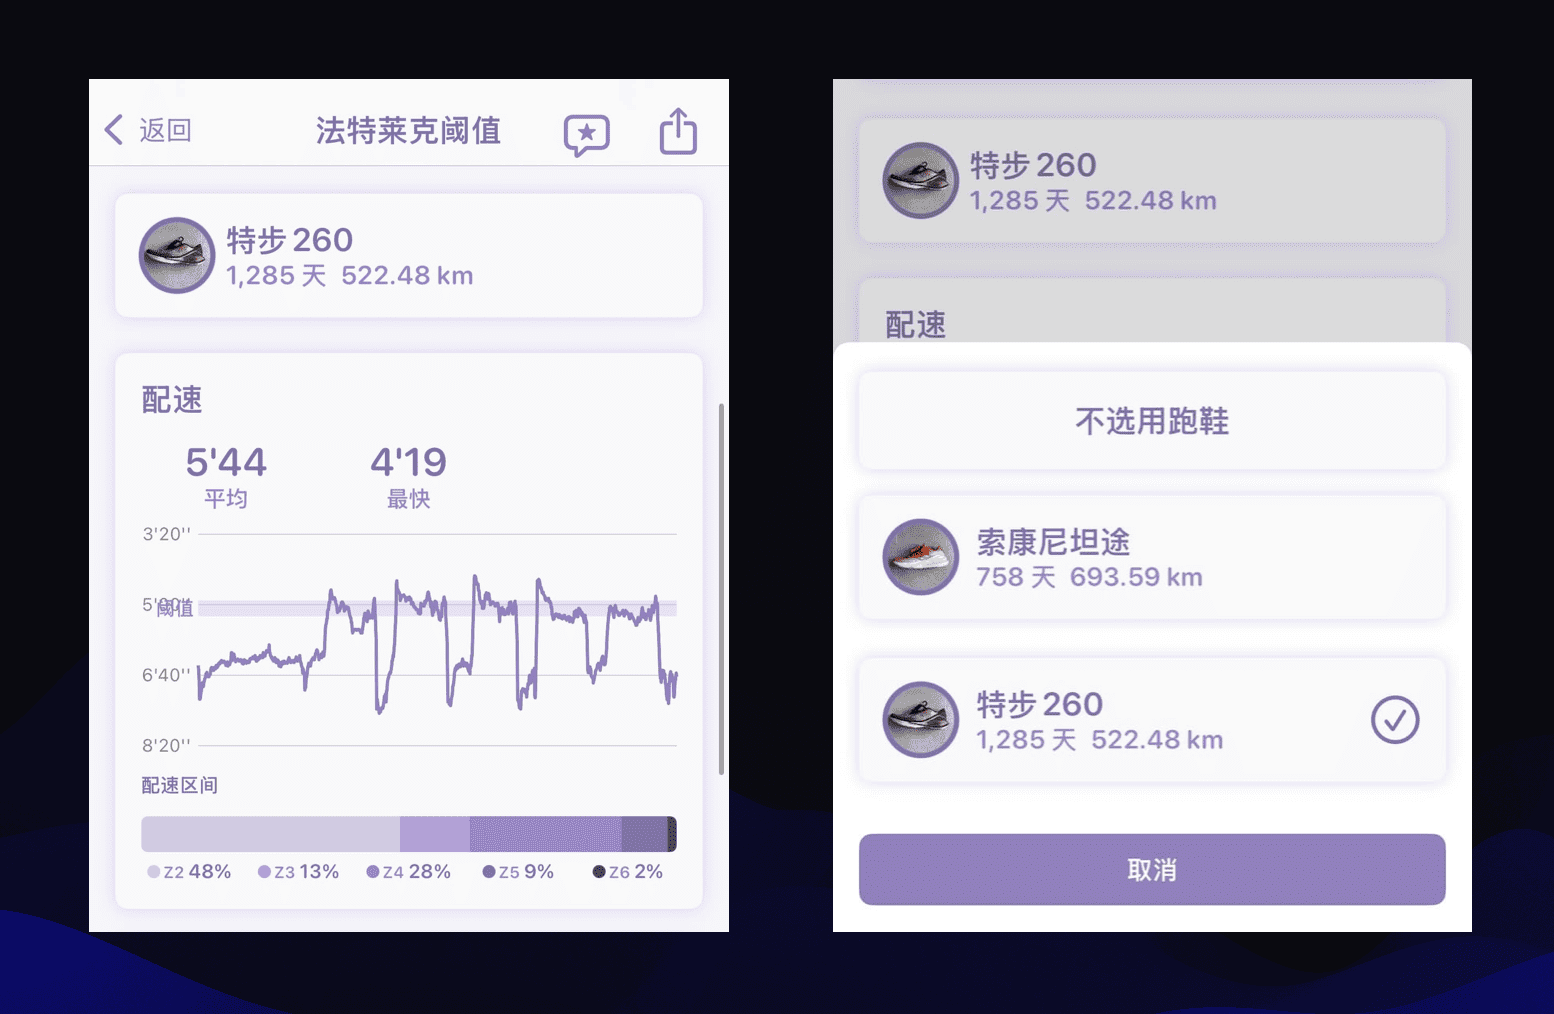 返回
法特莱克阈值
特步 260
1,285 天 522.48 km
配速
5'44
4'19
平均
最快
3'20''
5'00''
阈值
6'40''
8'20''
配速区间
Z2 48%
Z3 13%
Z4 28%
Z5 9%
Z6 2%
特步 260
1,285 天 522.48 km
配速
不选用跑鞋
索康尼坦途
758 天 693.59 km
特步 260
1,285 天 522.48 km
取消